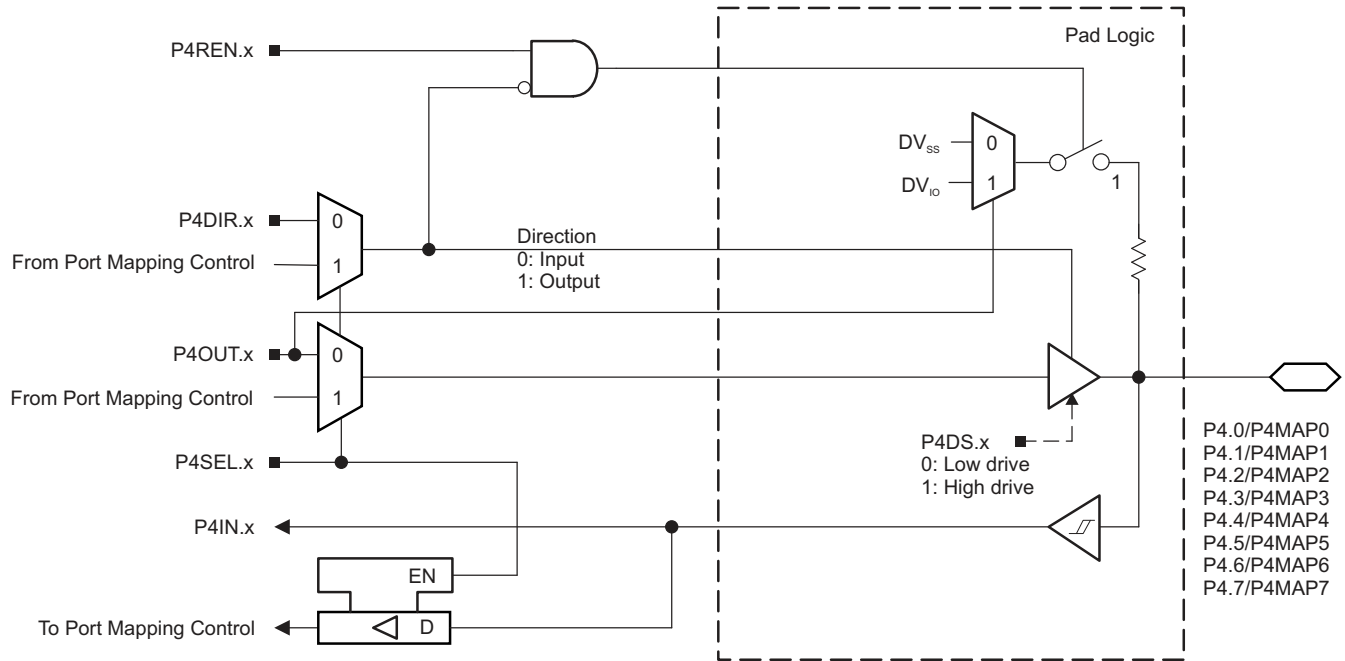 Pad Logic
P4REN.x
DVSS
0
DVIO
1
1
P4DIR.x
0
From Port Mapping Control
1
Direction
0: Input
1: Output
P4OUT.x
0
From Port Mapping Control
1
P4DS.x
0: Low drive
1: High drive
P4SEL.x
P4.0/P4MAP0
P4.1/P4MAP1
P4.2/P4MAP2
P4.3/P4MAP3
P4.4/P4MAP4
P4.5/P4MAP5
P4.6/P4MAP6
P4.7/P4MAP7
P4IN.x
EN
To Port Mapping Control
D